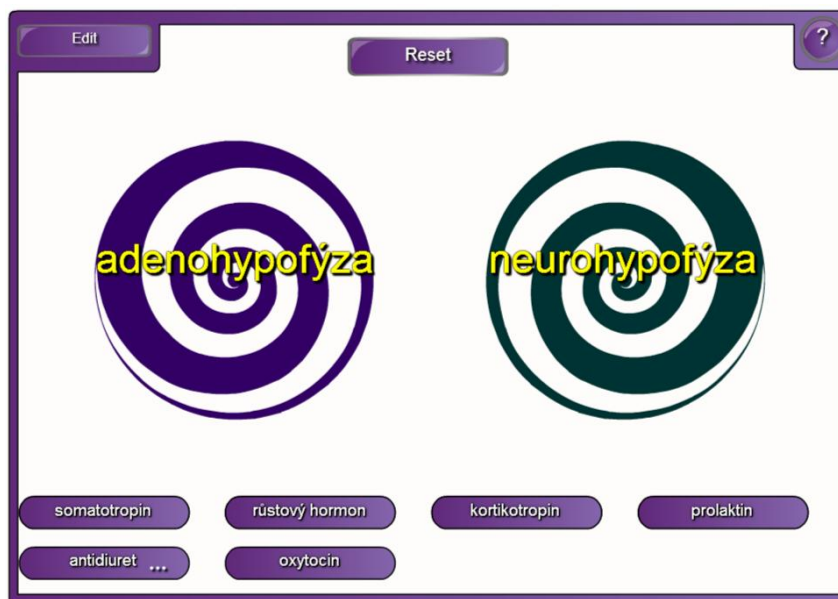 Edit
Reset
?
adenohypofýza
neurohypofýza
somatotropin
růstový hormon
kortikotropin
prolaktin
antidiuret ...
oxytocin